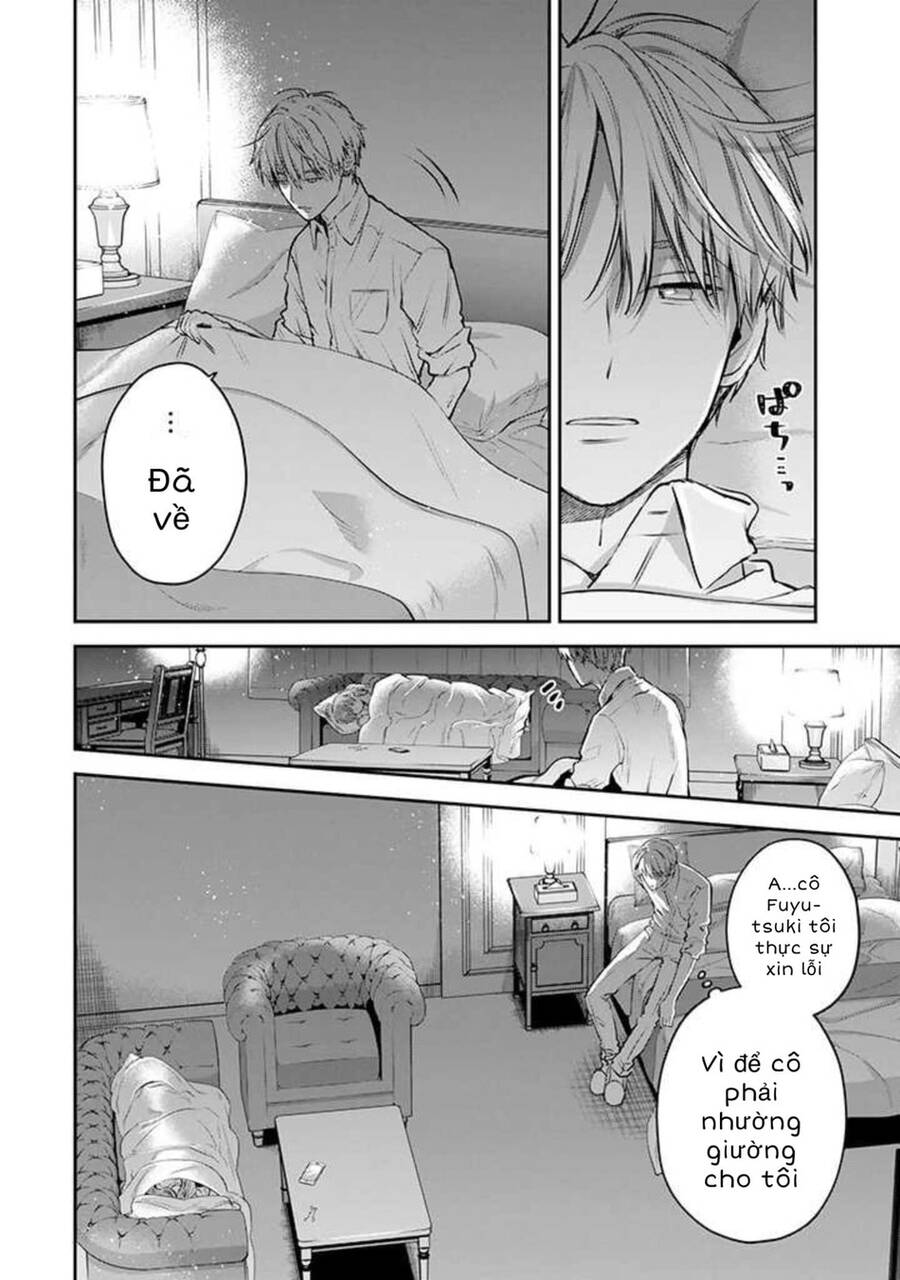 ぱち…っ
…
Đã
về
A...cô
Fuyu-
tsuki tôi
thực sự
xin lỗi
Vì để cô
phải
nhường
giường
cho tôi